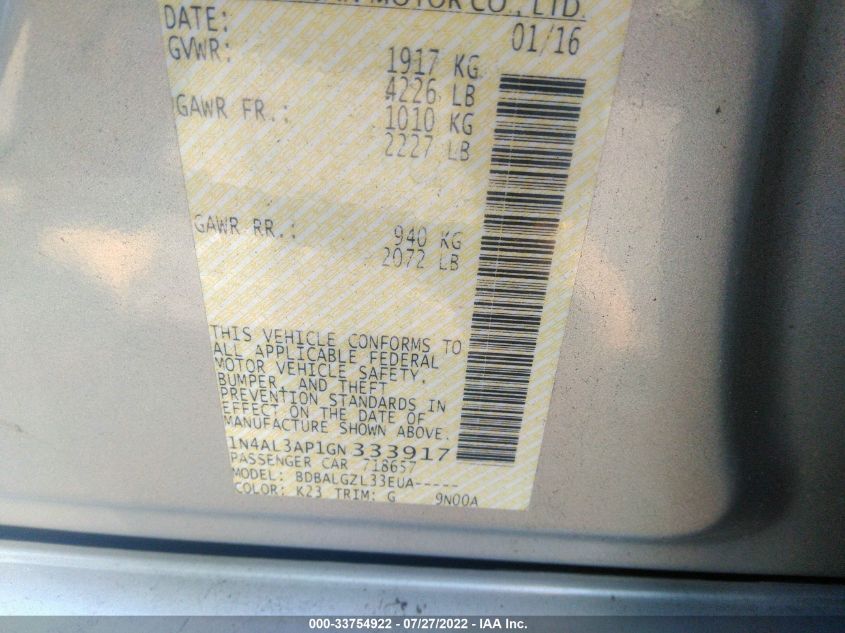 MOTOR CO., LTD.
DATE: 01/16
GVWR: 1917 KG
4226 LB
GAWR FR.: 1010 KG
2227 LB
GAWR RR.: 940 KG
2072 LB
THIS VEHICLE CONFORMS TO
ALL APPLICABLE FEDERAL
MOTOR VEHICLE SAFETY,
BUMPER, AND THEFT
PREVENTION STANDARDS IN
EFFECT ON THE DATE OF
MANUFACTURE SHOWN ABOVE.
1N4AL3AP1GN333917
PASSENGER CAR 718657
MODEL: BDBALGZL33EUA-----
COLOR: K23 TRIM: G 9N00A
000-33754922 - 07/27/2022 - IAA Inc.